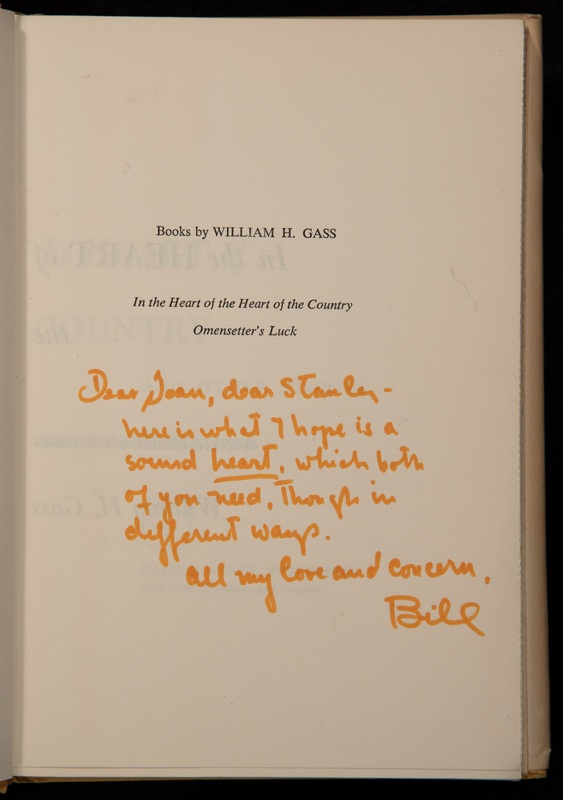 Books by WILLIAM H. GASS
In the Heart of the Heart of the Country
Omensetter's Luck
Dear Joan, dear Stanley -
here is what I hope is a
sound heart, which both
of you need, though in
different ways.
all my love and concern,
Bill